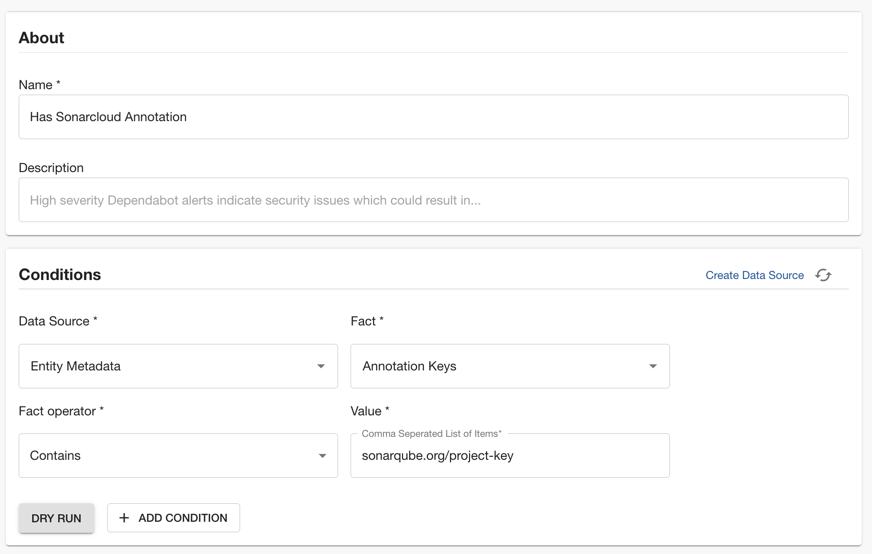 About
Name *
Has Sonarcloud Annotation
Description
High severity Dependabot alerts indicate security issues which could result in...
Conditions
Create Data Source
Data Source *
Fact *
Entity Metadata
Annotation Keys
Fact operator *
Value *
Comma Seperated List of Items*
Contains
sonarqube.org/project-key
DRY RUN
+ ADD CONDITION